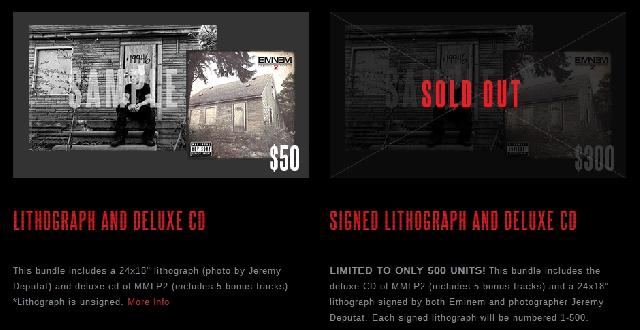 SAMPLE
EMINEM
$50
EMINEM
SOLD OUT
$300
LITHOGRAPH AND DELUXE CD
SIGNED LITHOGRAPH AND DELUXE CD
This bundle includes a 24x18" lithograph (photo by Jeremy
Deputat) and deluxe cd of MMLP2 (includes 5 bonus tracks)
*Lithograph is unsigned. More Info
LIMITED TO ONLY 500 UNITS! This bundle includes the
deluxe CD of MMLP2 (includes 5 bonus tracks) and a 24x18"
lithograph signed by both Eminem and photographer Jeremy
Deputat. Each signed lithograph will be numbered 1-500.